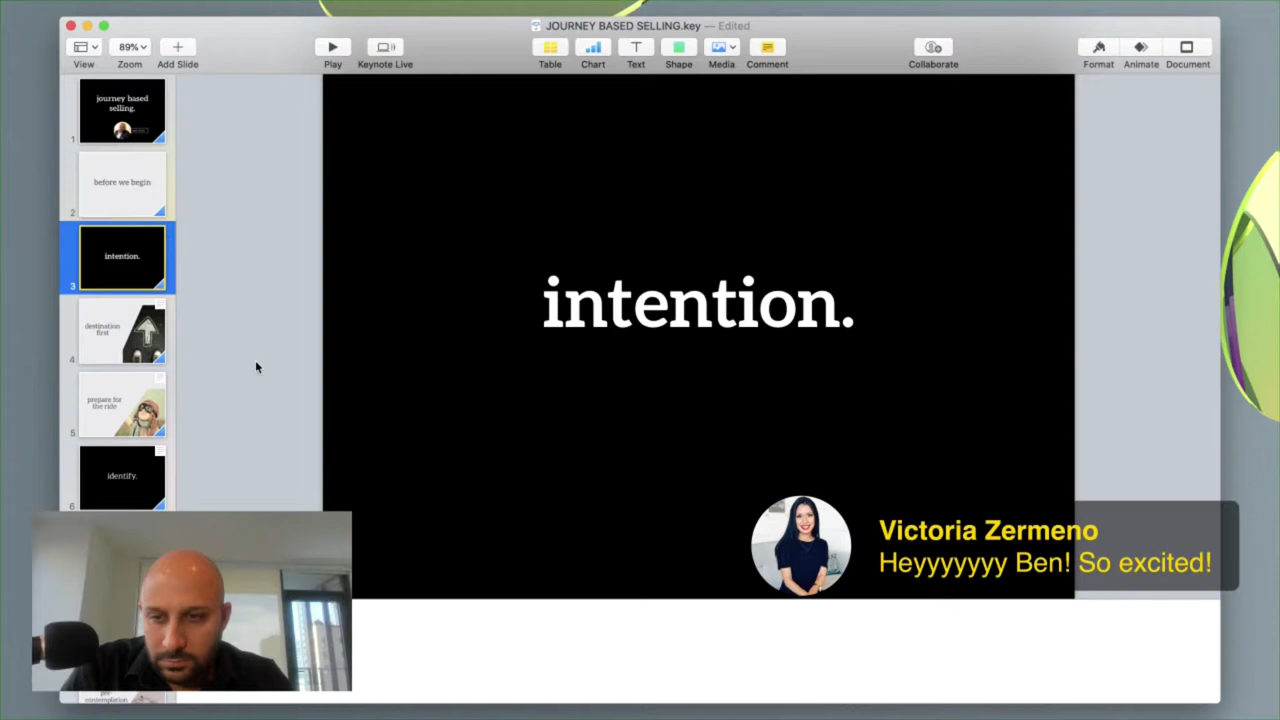 JOURNEY BASED SELLING.key — Edited
89%
View
Zoom
Add Slide
Play
Keynote Live
Table
Chart
Text
Shape
Media
Comment
Collaborate
Format
Animate
Document
journey based
selling.
1
before we begin
2
intention.
3
destination
first
4
prepare for
the ride
5
identify.
6
contemplation
intention.
Victoria Zermeno
Heyyyyyyy Ben! So excited!